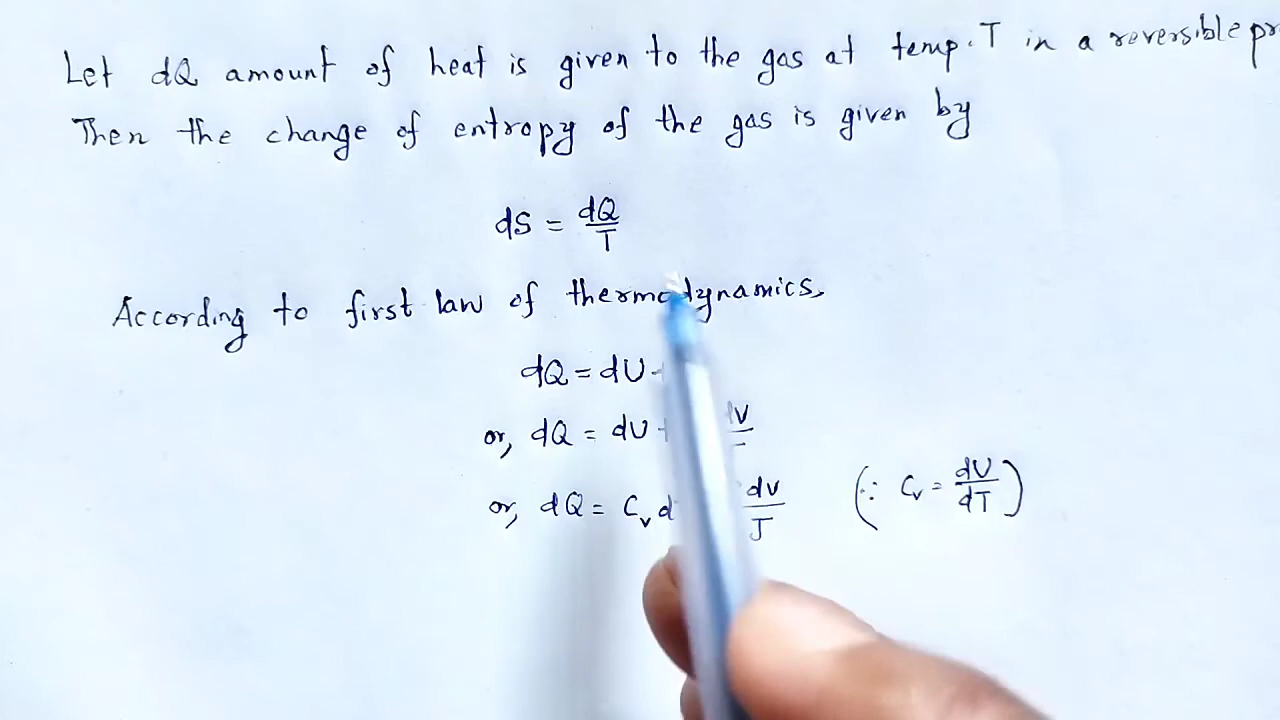 Let dQ amount of heat is given to the gas at temp. T in a reversible
Then the change of entropy of the gas is given by
dS = dQ/T
According to first law of thermodynamics,
dQ = dU
or, dQ = dU
or, dQ = Cv d dv/J (∵ Cv = dU/dT)